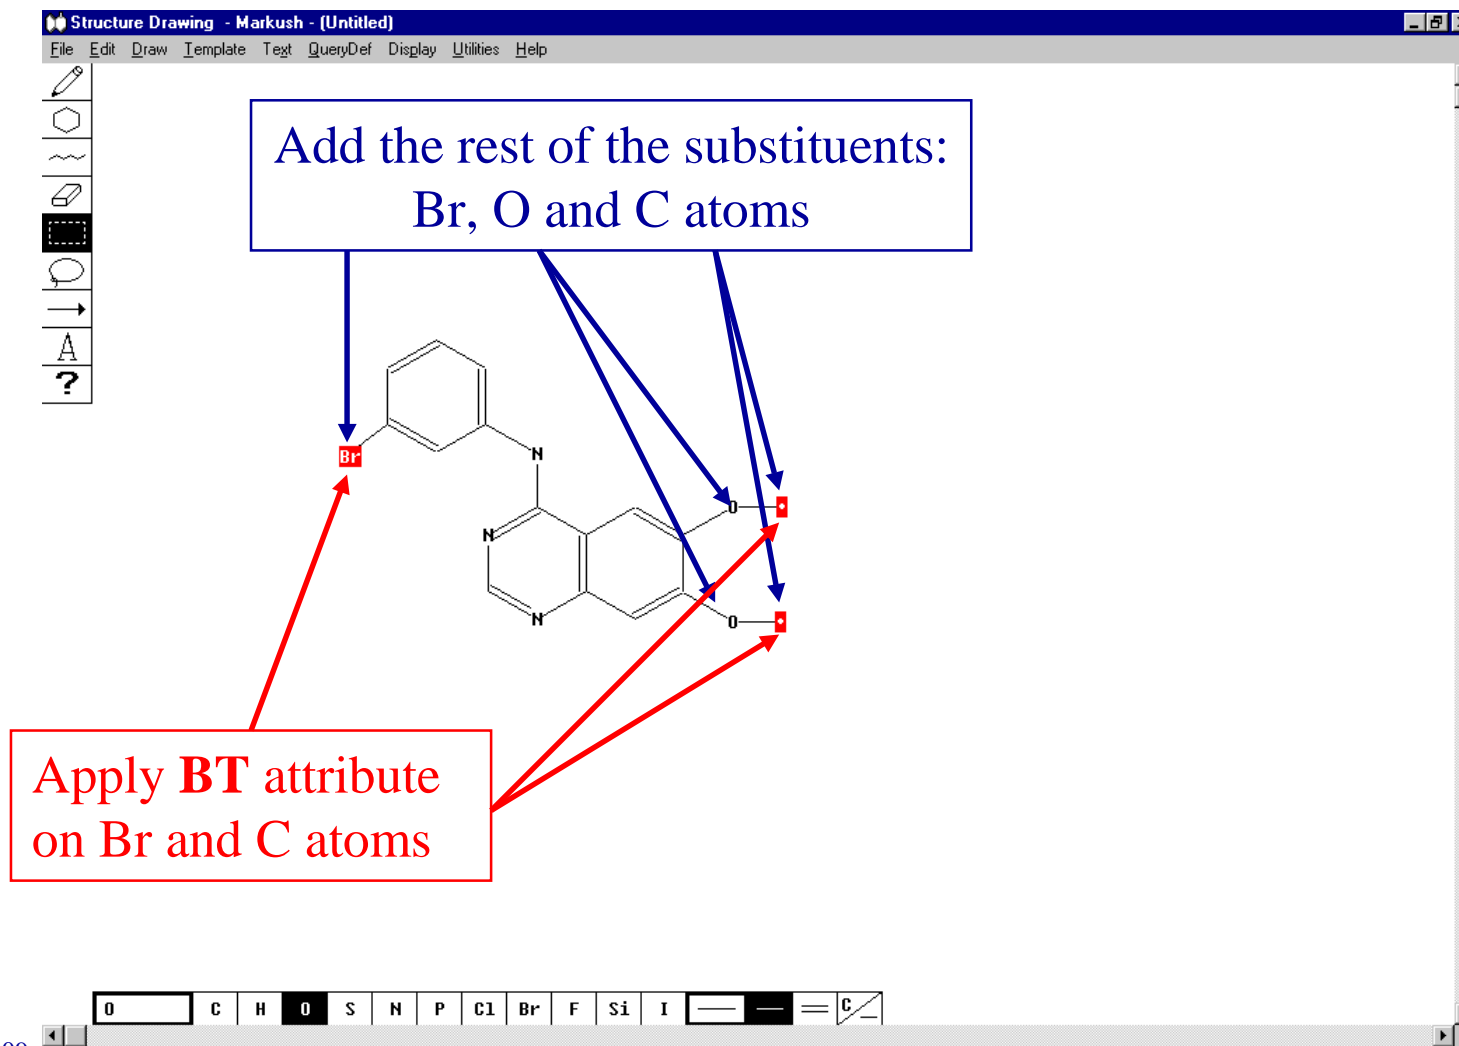 Structure Drawing - Markush - (Untitled)
File Edit Draw Template Text QueryDef Display Utilities Help
Add the rest of the substituents:
Br, O and C atoms
A
?
Br
N
O
N
N
O
Apply BT attribute
on Br and C atoms
O C H O S N P Cl Br F Si I C